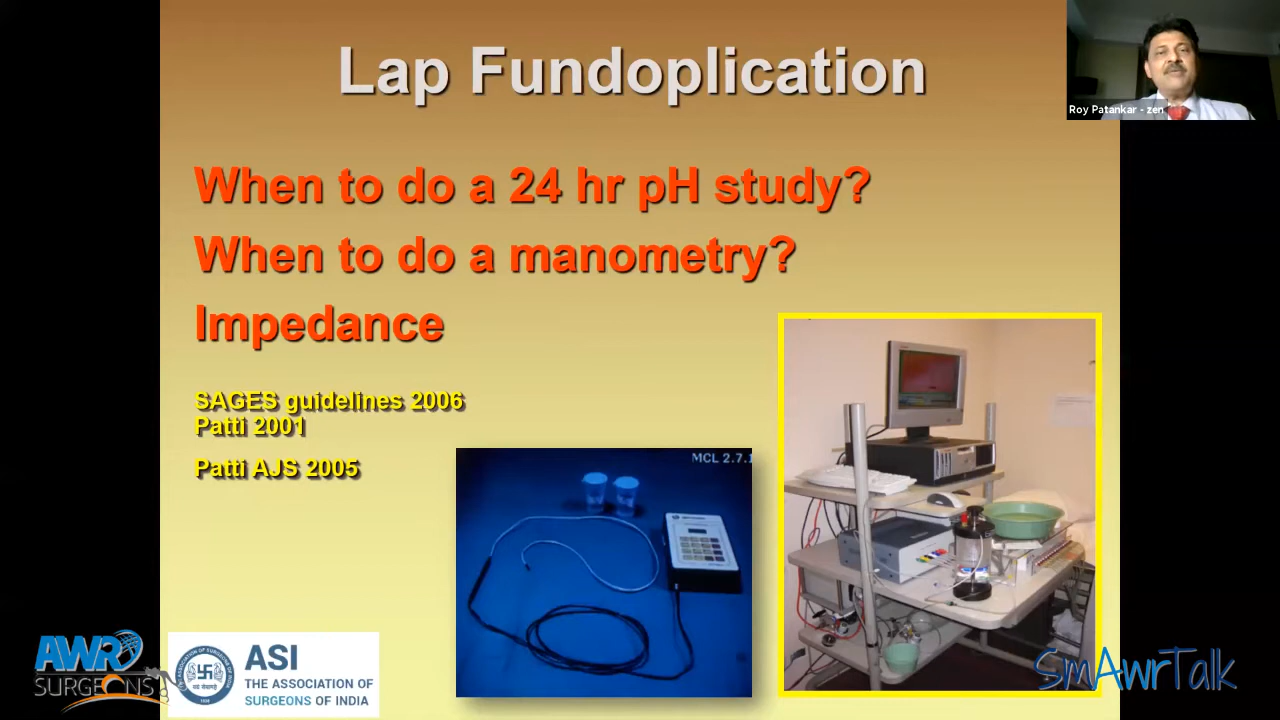 Lap Fundoplication
Roy Patankar - zen
When to do a 24 hr pH study?
When to do a manometry?
Impedance
SAGES guidelines 2006
Patti 2001
Patti AJS 2005
MCL 2.7.1
AWR
SURGEONS
ASI
THE ASSOCIATION OF
SURGEONS OF INDIA
SmAwrTalk